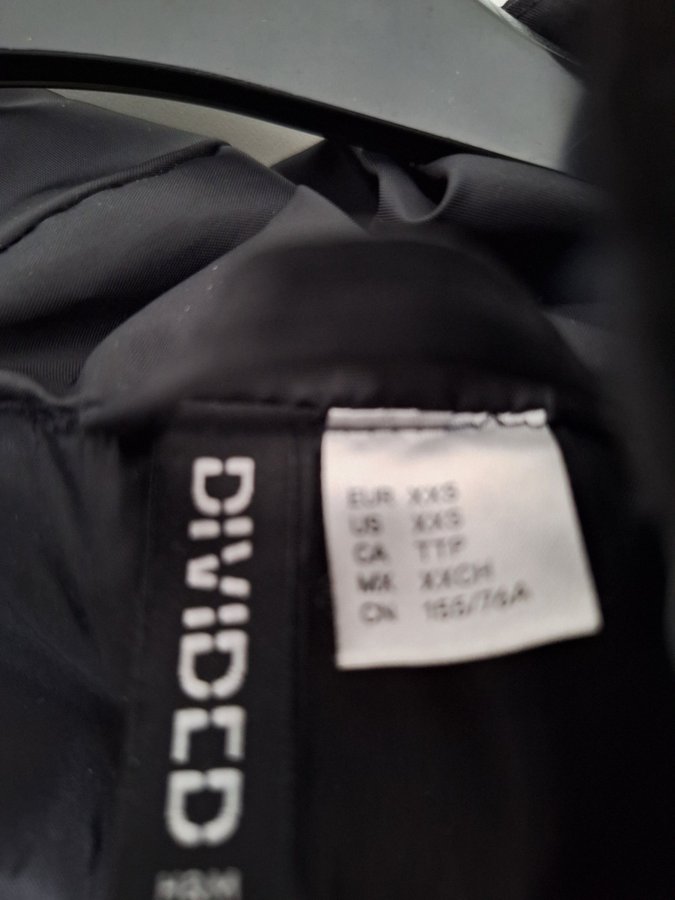 DIVIDED
H&M
EUR XXS
US XXS
CA TTP
MX XXCH
CN 155/76A